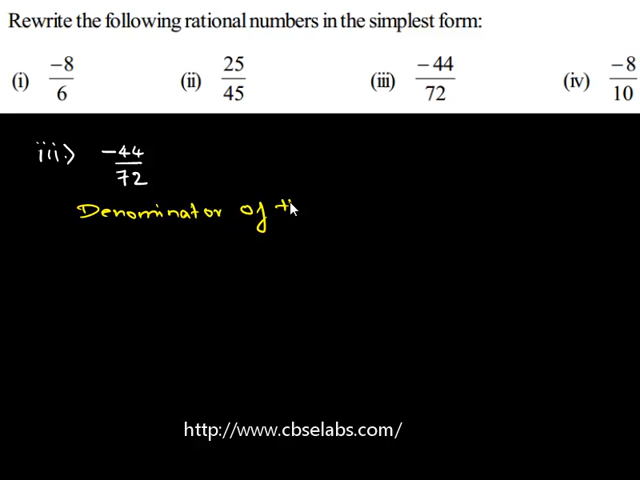 Rewrite the following rational numbers in the simplest form:
(i) -8/6 (ii) 25/45 (iii) -44/72 (iv) -8/10
iii.> -44/72
Denominator of
http://www.cbselabs.com/